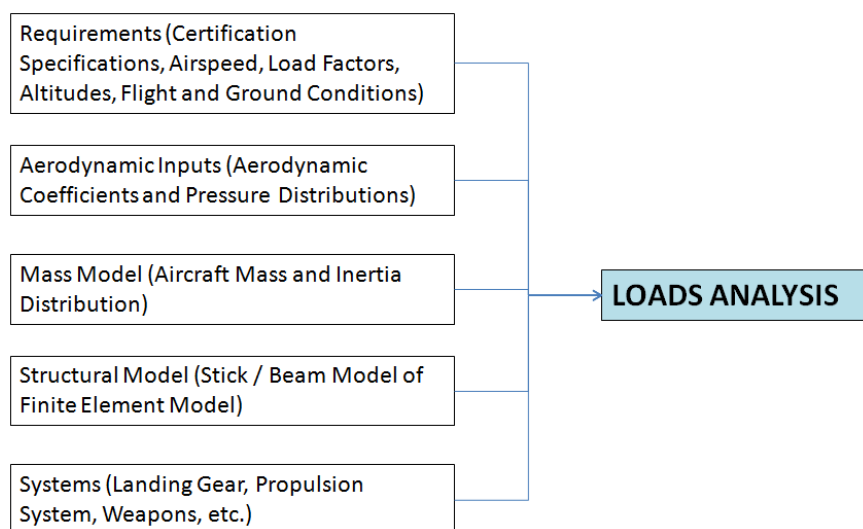 Requirements (Certification
Specifications, Airspeed, Load Factors,
Altitudes, Flight and Ground Conditions)
Aerodynamic Inputs (Aerodynamic
Coefficients and Pressure Distributions)
Mass Model (Aircraft Mass and Inertia
Distribution)
LOADS ANALYSIS
Structural Model (Stick / Beam Model of
Finite Element Model)
Systems (Landing Gear, Propulsion
System, Weapons, etc.)